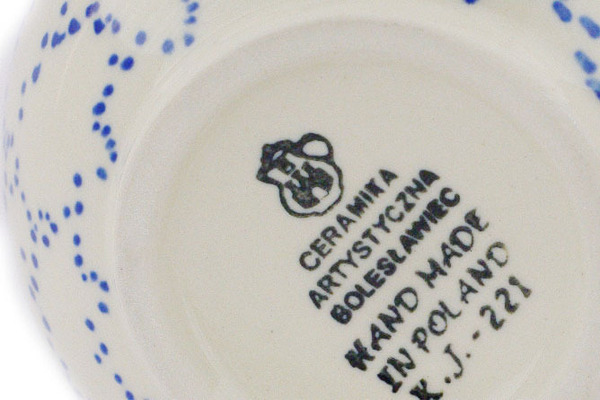 CERAMIKA
ARTYSTYCZNA
BOLESŁAWIEC
HAND MADE
IN POLAND
K.J.-221